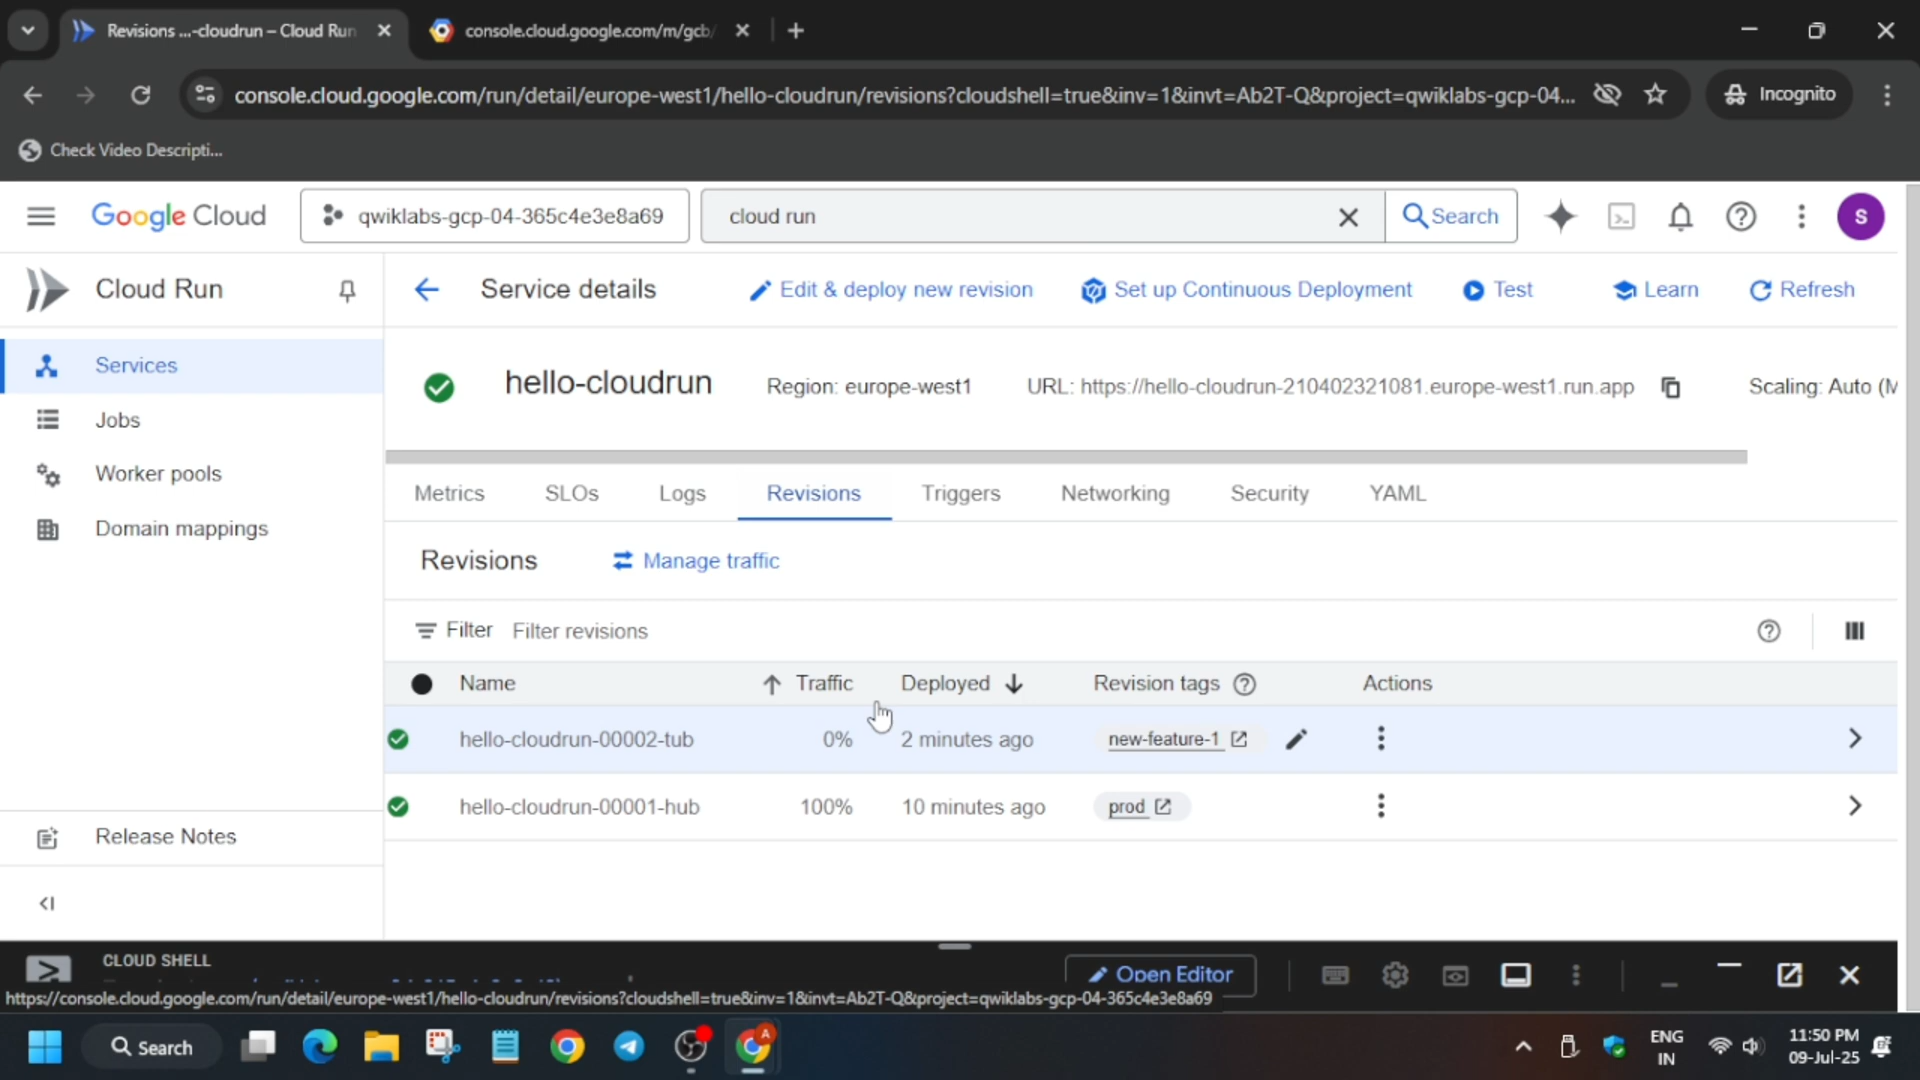 Revisions ...-cloudrun – Cloud Run
console.cloud.google.com/m/gcb/
console.cloud.google.com/run/detail/europe-west1/hello-cloudrun/revisions?cloudshell=true&inv=1&invt=Ab2T-Q&project=qwiklabs-gcp-04...
Incognito
Check Video Descripti...
Google Cloud
qwiklabs-gcp-04-365c4e3e8a69
cloud run
Search
S
Cloud Run
Service details
Edit & deploy new revision
Set up Continuous Deployment
Test
Learn
Refresh
Services
Jobs
Worker pools
Domain mappings
Release Notes
hello-cloudrun
Region: europe-west1
URL: https://hello-cloudrun-210402321081.europe-west1.run.app
Scaling: Auto (M
Metrics
SLOs
Logs
Revisions
Triggers
Networking
Security
YAML
Revisions
Manage traffic
Filter
Filter revisions
Name Traffic Deployed Revision tags Actions
hello-cloudrun-00002-tub 0% 2 minutes ago new-feature-1
hello-cloudrun-00001-hub 100% 10 minutes ago prod
CLOUD SHELL
Open Editor
https://console.cloud.google.com/run/detail/europe-west1/hello-cloudrun/revisions?cloudshell=true&inv=1&invt=Ab2T-Q&project=qwiklabs-gcp-04-365c4e3e8a69
Search
A
ENG
IN
11:50 PM
09-Jul-25